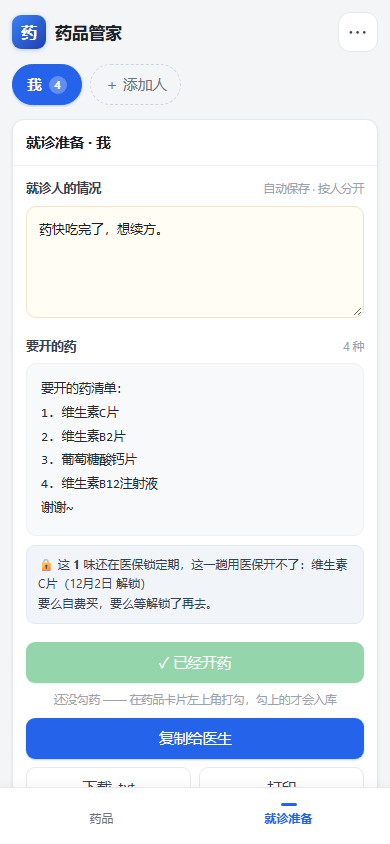 药 药品管家 ···
我 4 + 添加人
就诊准备 · 我
就诊人的情况 自动保存 · 按人分开
药快吃完了，想续方。
要开的药 4 种
要开的药清单：
1. 维生素C片
2. 维生素B2片
3. 葡萄糖酸钙片
4. 维生素B12注射液
谢谢~
🔒 这 1 味还在医保锁定期，这一趟用医保开不了：维生素
C片（12月2日 解锁）
要么自费买，要么等解锁了再去。
✓ 已经开药
还没勾药 —— 在药品卡片左上角打勾，勾上的才会入库
复制给医生
下载 .txt 打印
药品 就诊准备